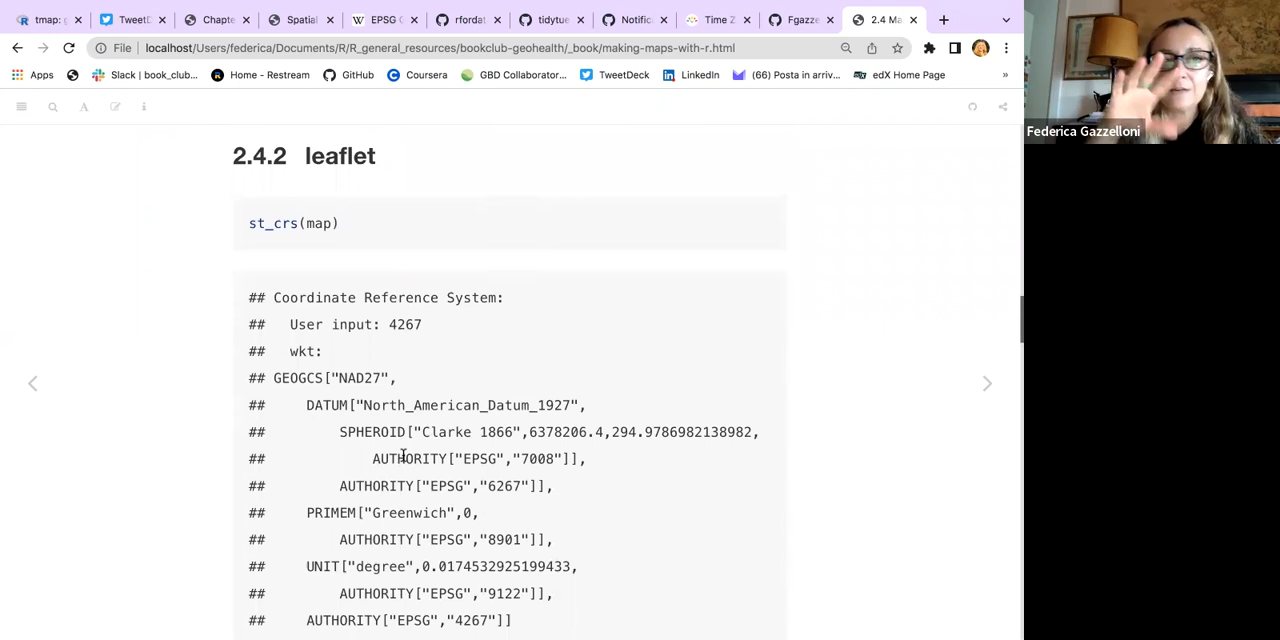 tmap: g
TweetD
Chapte
Spatial
EPSG G
rfordat
tidytue
Notific
Time Z
Fgazze
2.4 Ma
File
localhost/Users/federica/Documents/R/R_general_resources/bookclub-geohealth/_book/making-maps-with-r.html
Apps
Slack | book_club...
Home - Restream
GitHub
Coursera
GBD Collaborator...
TweetDeck
LinkedIn
(66) Posta in arriv...
edX Home Page
»
Federica Gazzelloni
2.4.2 leaflet
st_crs(map)
## Coordinate Reference System:
##   User input: 4267
##   wkt:
## GEOGCS["NAD27",
##     DATUM["North_American_Datum_1927",
##         SPHEROID["Clarke 1866",6378206.4,294.9786982138982,
##             AUTHORITY["EPSG","7008"]],
##         AUTHORITY["EPSG","6267"]],
##     PRIMEM["Greenwich",0,
##         AUTHORITY["EPSG","8901"]],
##     UNIT["degree",0.0174532925199433,
##         AUTHORITY["EPSG","9122"]],
##     AUTHORITY["EPSG","4267"]]